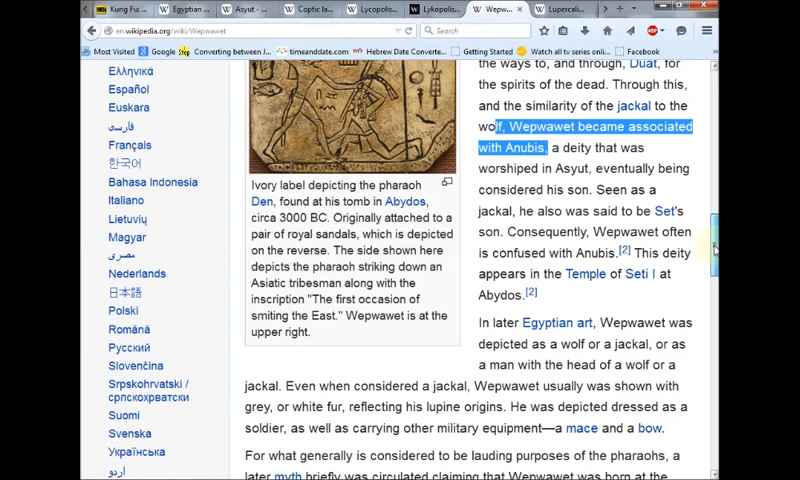 Kung Fu:
Egyptian
Asyut -
Coptic la
Lycopolis
Lykopolis
Wepw...
Lupercali
en.wikipedia.org/wiki/Wepwawet
Search
Most Visited
Google
Converting between J...
timeanddate.com
Hebrew Date Converte...
Getting Started
Watch all tv series onli...
Facebook
Ελληνικά
Español
Euskara
فارسی
Français
한국어
Bahasa Indonesia
Italiano
Lietuvių
Magyar
مصرى
Nederlands
日本語
Polski
Română
Русский
Slovenčina
Srpskohrvatski /
српскохрватски
Suomi
Svenska
Українська
اردو
Ivory label depicting the pharaoh
Den, found at his tomb in Abydos,
circa 3000 BC. Originally attached to a
pair of royal sandals, which is depicted
on the reverse. The side shown here
depicts the pharaoh striking down an
Asiatic tribesman along with the
inscription "The first occasion of
smiting the East." Wepwawet is at the
upper right.
the ways to, and through, Duat, for
the spirits of the dead. Through this,
and the similarity of the jackal to the
wolf, Wepwawet became associated
with Anubis, a deity that was
worshiped in Asyut, eventually being
considered his son. Seen as a
jackal, he also was said to be Set's
son. Consequently, Wepwawet often
is confused with Anubis.[2] This deity
appears in the Temple of Seti I at
Abydos.[2]
In later Egyptian art, Wepwawet was
depicted as a wolf or a jackal, or as
a man with the head of a wolf or a
jackal. Even when considered a jackal, Wepwawet usually was shown with
grey, or white fur, reflecting his lupine origins. He was depicted dressed as a
soldier, as well as carrying other military equipment—a mace and a bow.
For what generally is considered to be lauding purposes of the pharaohs, a
later myth briefly was circulated claiming that Wepwawet was born at the